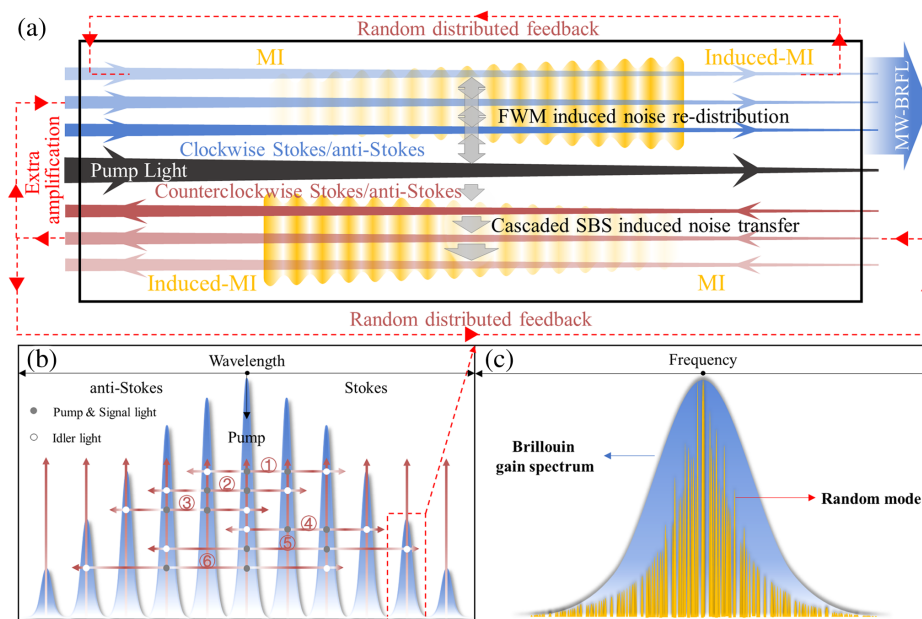 (a)
Random distributed feedback
MI
Induced-MI
MW-BRFL
FWM induced noise re-distribution
Clockwise Stokes/anti-Stokes
Extra
amplification
Pump Light
Counterclockwise Stokes/anti-Stokes
Cascaded SBS induced noise transfer
Induced-MI
MI
Random distributed feedback
(b)
Wavelength
anti-Stokes
Stokes
Pump & Signal light
Idler light
Pump
①
②
③
④
⑤
⑥
(c)
Frequency
Brillouin
gain spectrum
Random mode